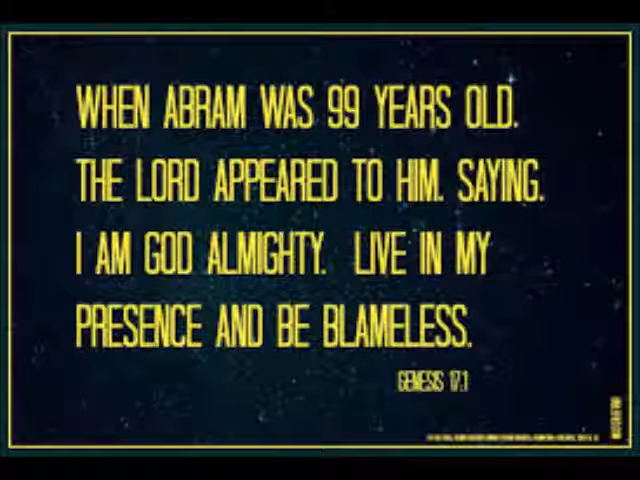 WHEN ABRAM WAS 99 YEARS OLD.
THE LORD APPEARED TO HIM. SAYING.
I AM GOD ALMIGHTY. LIVE IN MY
PRESENCE AND BE BLAMELESS.
GENESIS 17:1